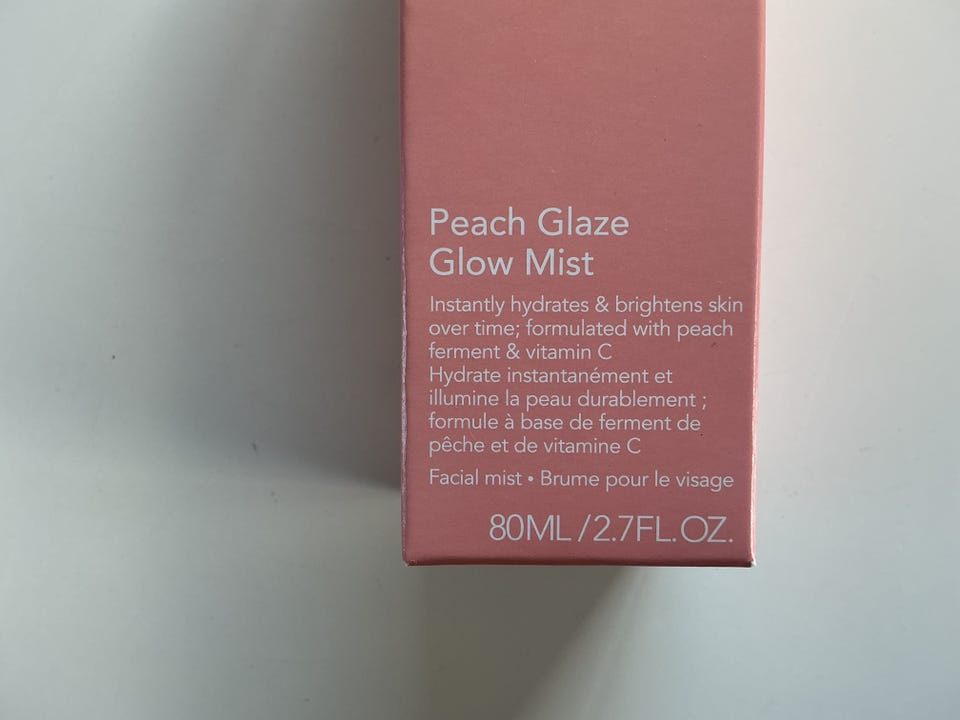 Peach Glaze
Glow Mist
Instantly hydrates & brightens skin
over time; formulated with peach
ferment & vitamin C
Hydrate instantanément et
illumine la peau durablement ;
formule à base de ferment de
pêche et de vitamine C
Facial mist • Brume pour le visage
80ML/2.7FL.OZ.